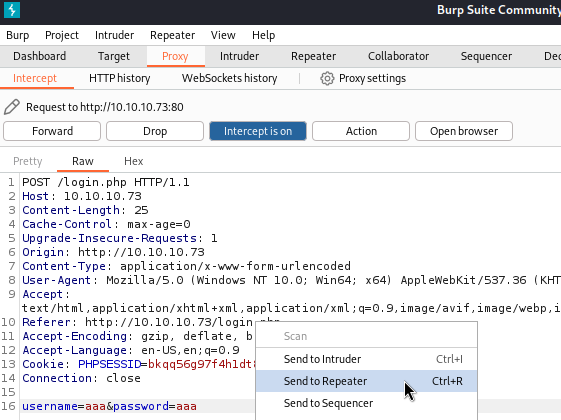 Burp Suite Community
Burp Project Intruder Repeater View Help
Dashboard Target Proxy Intruder Repeater Collaborator Sequencer
Intercept HTTP history WebSockets history Proxy settings
Request to http://10.10.10.73:80
Forward Drop Intercept is on Action Open browser
Pretty Raw Hex
1 POST /login.php HTTP/1.1
2 Host: 10.10.10.73
3 Content-Length: 25
4 Cache-Control: max-age=0
5 Upgrade-Insecure-Requests: 1
6 Origin: http://10.10.10.73
7 Content-Type: application/x-www-form-urlencoded
8 User-Agent: Mozilla/5.0 (Windows NT 10.0; Win64; x64) AppleWebKit/537.36 (KHT
9 Accept:
text/html,application/xhtml+xml,application/xml;q=0.9,image/avif,image/webp,i
10 Referer: http://10.10.10.73/login.php
Scan
11 Accept-Encoding: gzip, deflate, b
12 Accept-Language: en-US,en;q=0.9
Send to Intruder Ctrl+I
13 Cookie: PHPSESSID=bkqq56g97f4h1dt
14 Connection: close
Send to Repeater Ctrl+R
15
16 username=aaa&password=aaa
Send to Sequencer